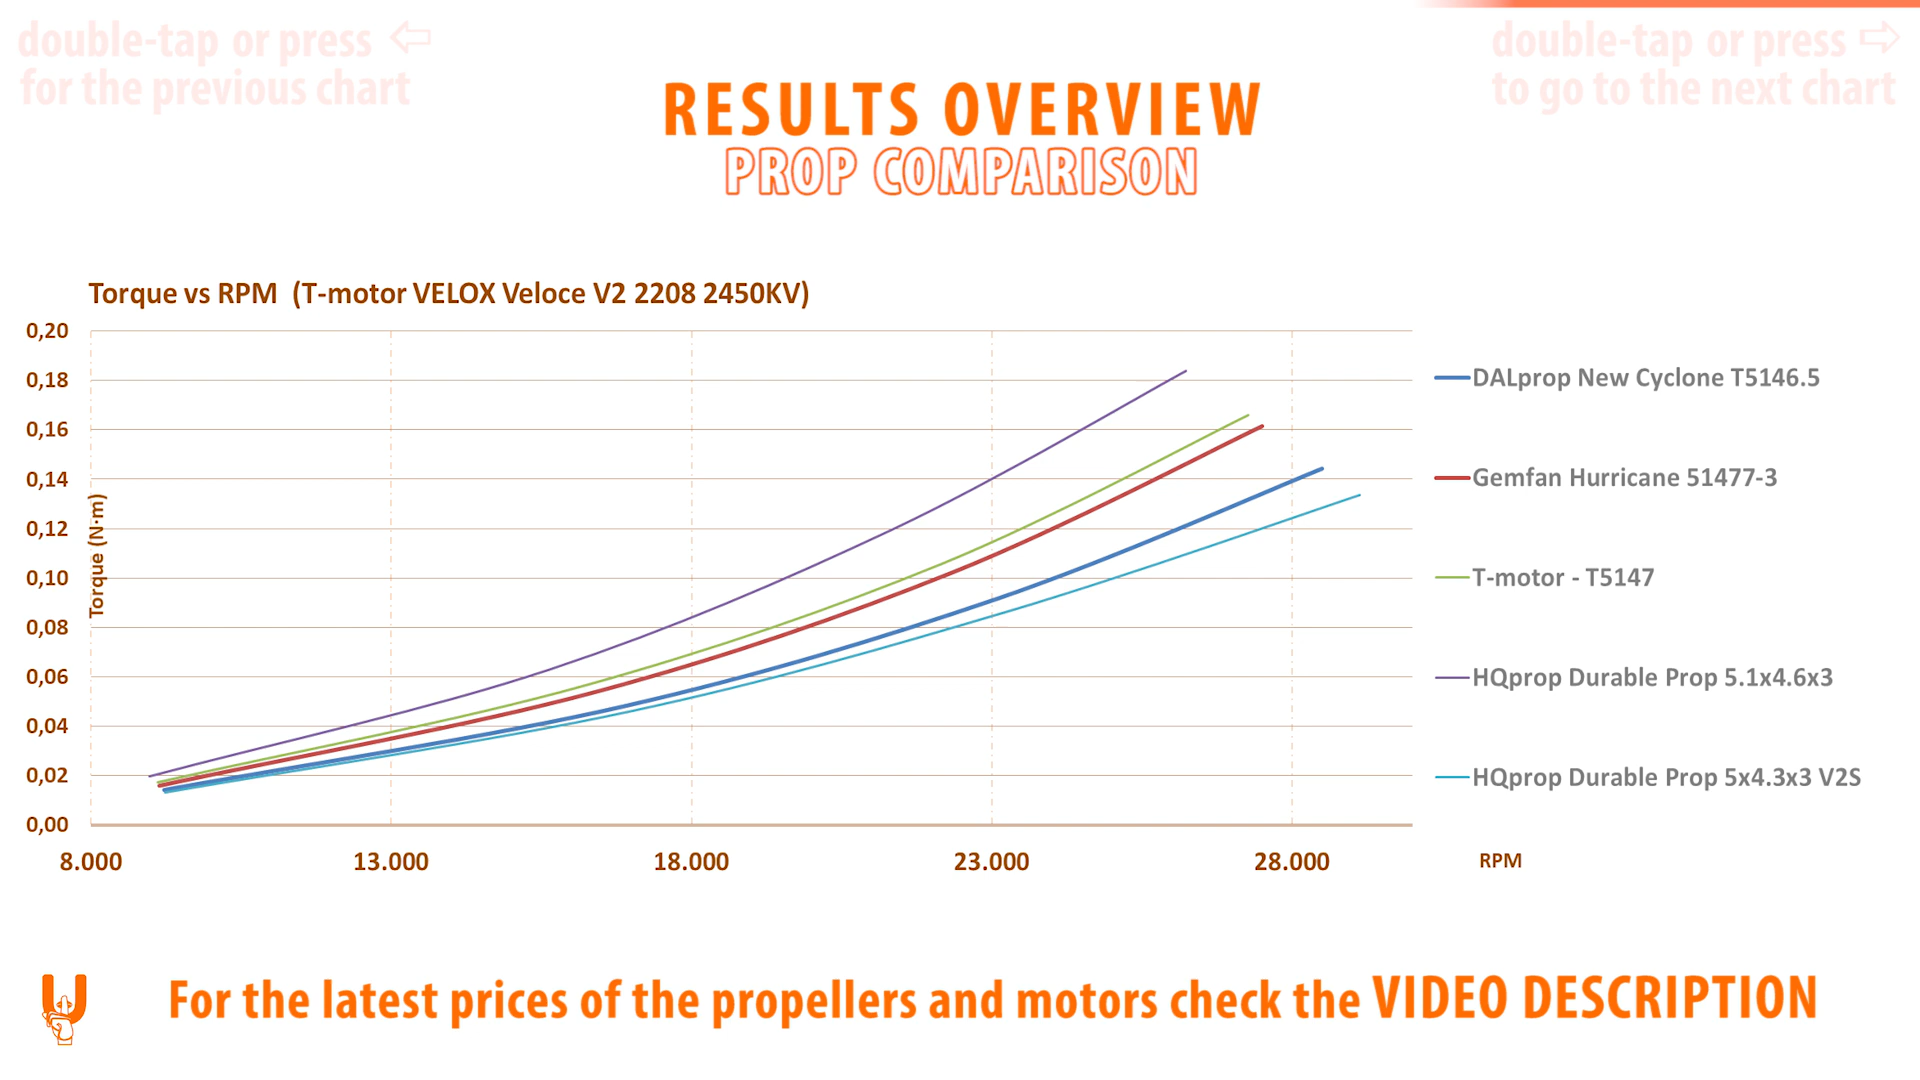 double-tap or press
for the previous chart
double-tap or press
to go to the next chart
RESULTS OVERVIEW
PROP COMPARISON
Torque vs RPM (T-motor VELOX Veloce V2 2208 2450KV)
0,20
0,18
0,16
0,14
0,12
0,10
0,08
0,06
0,04
0,02
0,00
Torque (N·m)
8.000
13.000
18.000
23.000
28.000
RPM
DALprop New Cyclone T5146.5
Gemfan Hurricane 51477-3
T-motor - T5147
HQprop Durable Prop 5.1x4.6x3
HQprop Durable Prop 5x4.3x3 V2S
For the latest prices of the propellers and motors check the VIDEO DESCRIPTION